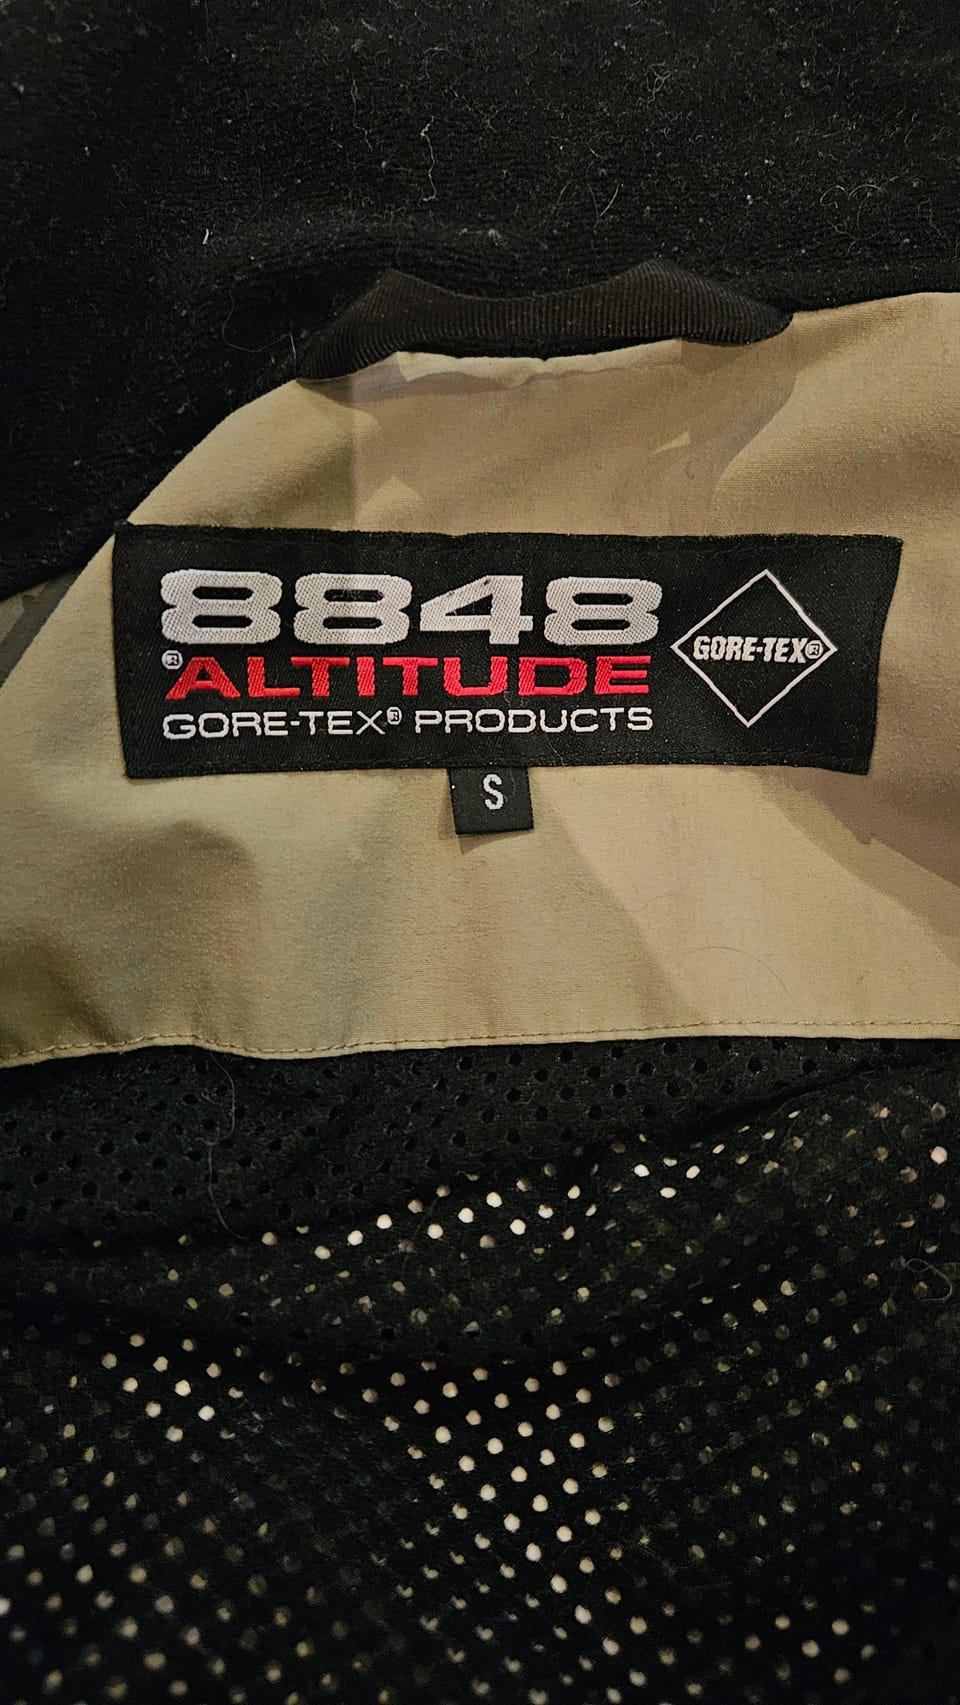 8848
®ALTITUDE
GORE-TEX® PRODUCTS
GORE-TEX®
S